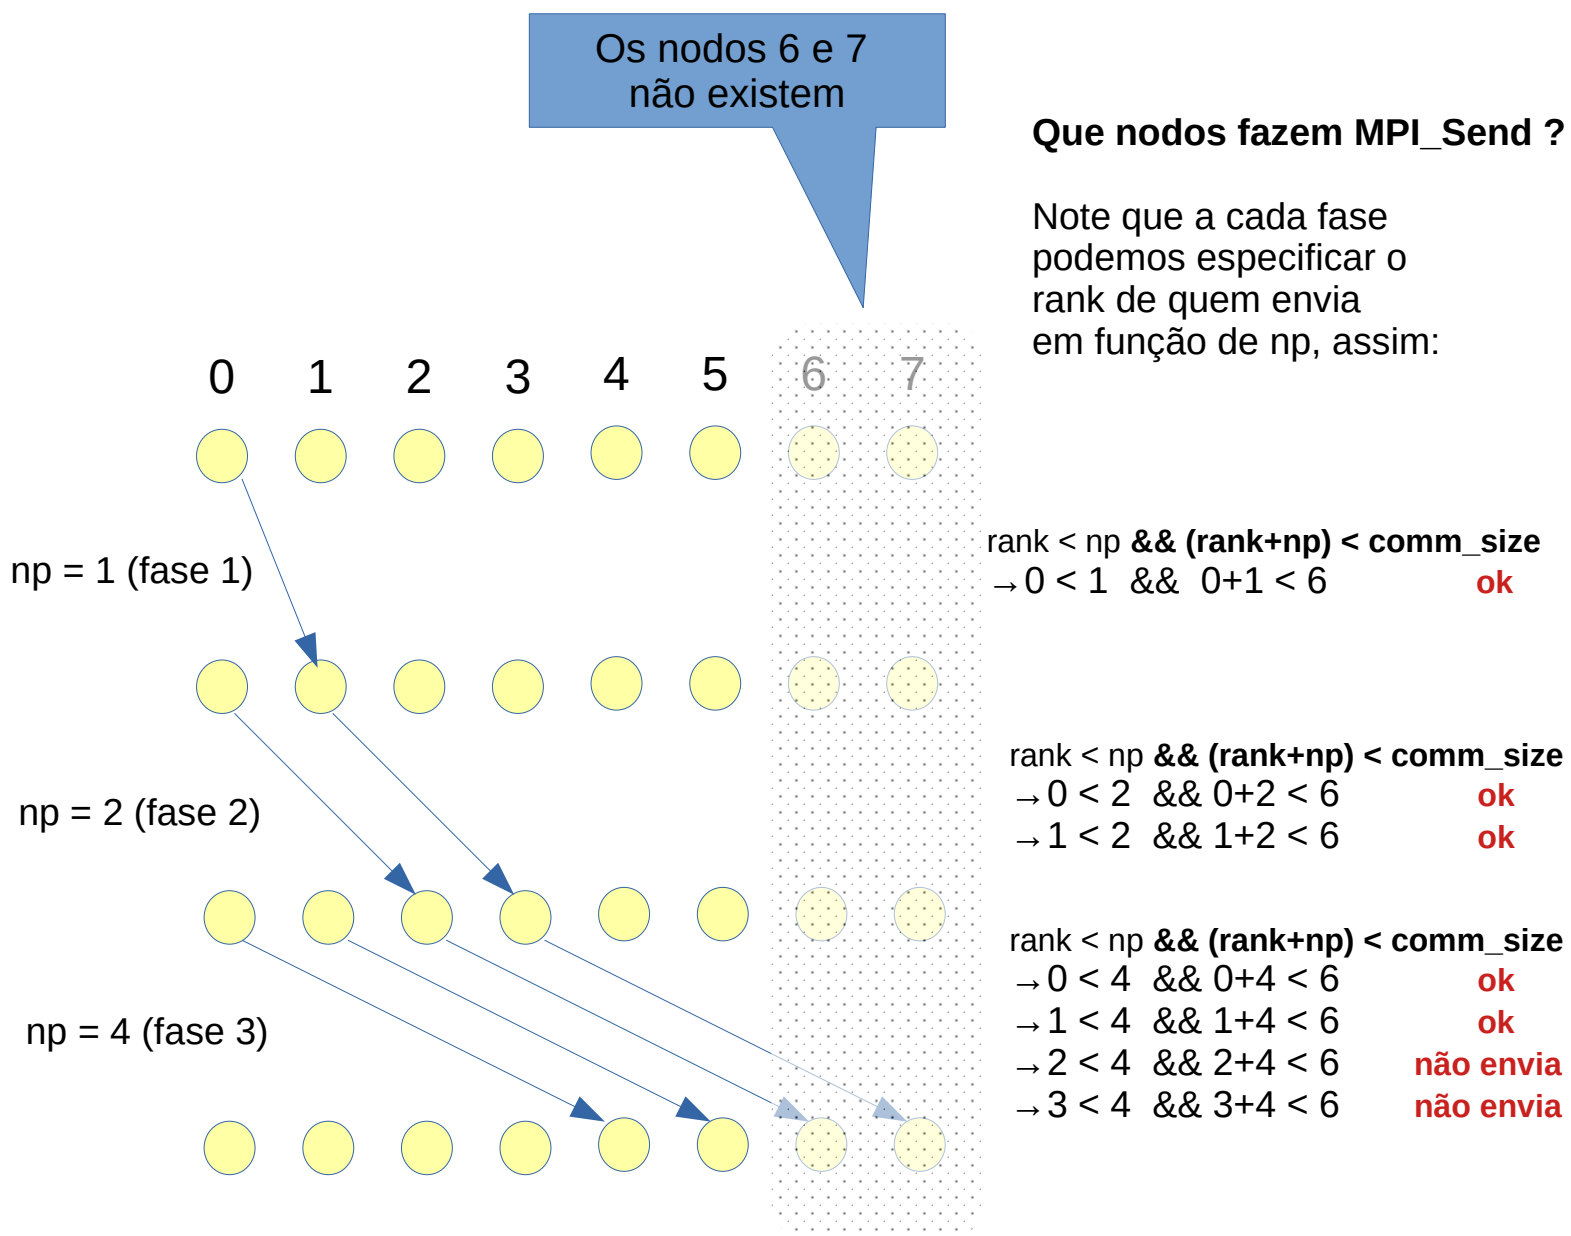 Os nodos 6 e 7
não existem
Que nodos fazem MPI_Send ?
Note que a cada fase
podemos especificar o
rank de quem envia
em função de np, assim:
0 1 2 3 4 5 6 7
np = 1 (fase 1)
rank < np && (rank+np) < comm_size
→0 < 1 && 0+1 < 6 ok
np = 2 (fase 2)
rank < np && (rank+np) < comm_size
→0 < 2 && 0+2 < 6 ok
→1 < 2 && 1+2 < 6 ok
np = 4 (fase 3)
rank < np && (rank+np) < comm_size
→0 < 4 && 0+4 < 6 ok
→1 < 4 && 1+4 < 6 ok
→2 < 4 && 2+4 < 6 não envia
→3 < 4 && 3+4 < 6 não envia